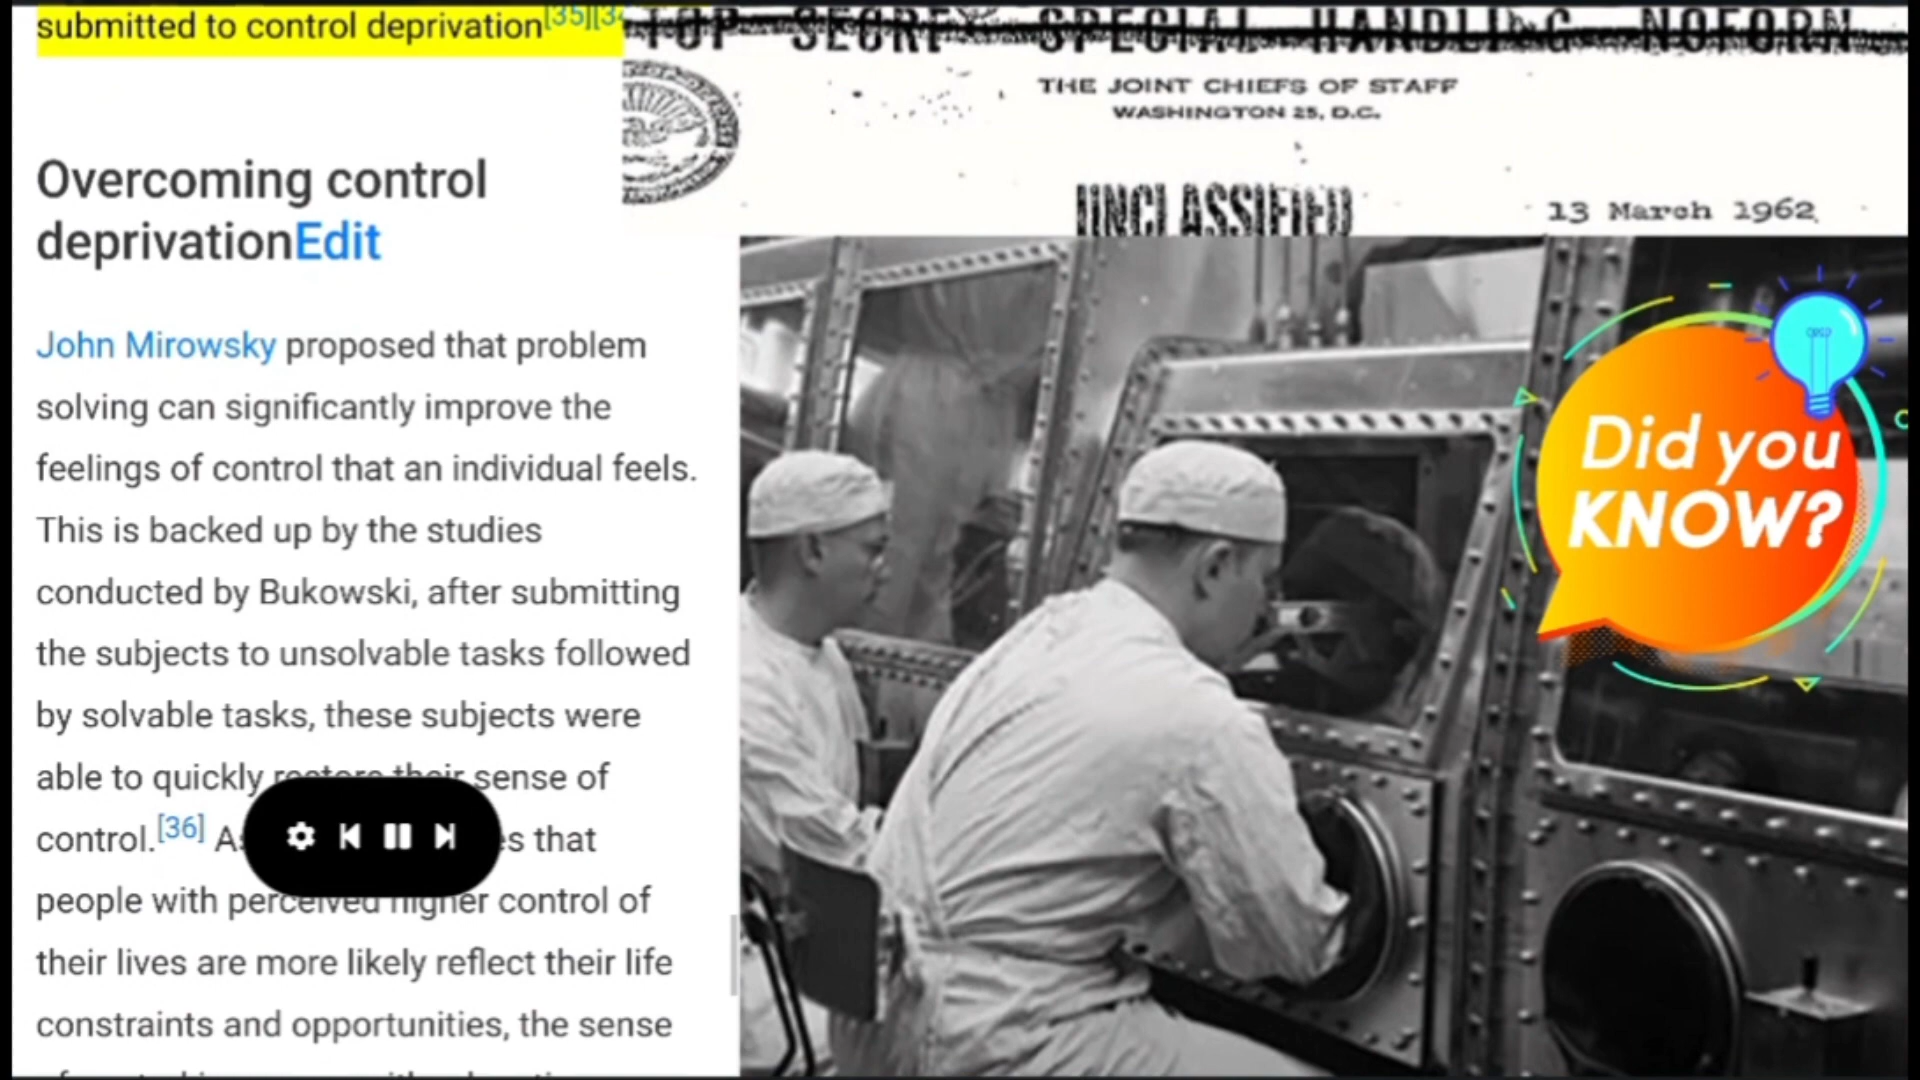 submitted to control deprivation[35][3
Overcoming control
deprivationEdit
John Mirowsky proposed that problem
solving can significantly improve the
feelings of control that an individual feels.
This is backed up by the studies
conducted by Bukowski, after submitting
the subjects to unsolvable tasks followed
by solvable tasks, these subjects were
able to quickly restore their sense of
control.[36] that
people with perceived higher control of
their lives are more likely reflect their life
constraints and opportunities, the sense
TOP SECRET SPECIAL HANDLING NOFORN
THE JOINT CHIEFS OF STAFF
WASHINGTON 25, D.C.
UNCLASSIFIED
13 March 1962
Did you
KNOW?